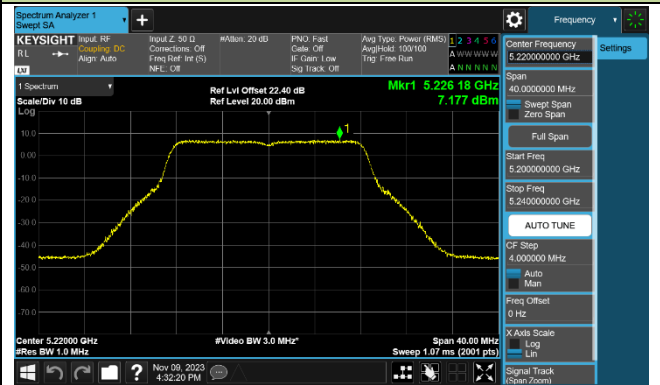 Spectrum Analyzer 1
Swept SA
Frequency
KEYSIGHT
RL
LXI
Input: RF
Coupling: DC
Align: Auto
Input Z: 50 Ω
Corrections: Off
Freq Ref: Int (S)
NFE: Off
#Atten: 20 dB
PNO: Fast
Gate: Off
IF Gain: Low
Sig Track: Off
Avg Type: Power (RMS)
Avg|Hold: 100/100
Trig: Free Run
1 2 3 4 5 6
A W W W W W
A N N N N N
1 Spectrum
Scale/Div 10 dB
Log
Ref Lvl Offset 22.40 dB
Ref Level 20.00 dBm
Mkr1 5.226 18 GHz
7.177 dBm
1
10.0
0.00
-10.0
-20.0
-30.0
-40.0
-50.0
-60.0
-70.0
Center 5.22000 GHz
#Res BW 1.0 MHz
#Video BW 3.0 MHz*
Span 40.00 MHz
Sweep 1.07 ms (2001 pts)
Center Frequency
5.220000000 GHz
Settings
Span
40.0000000 MHz
Swept Span
Zero Span
Full Span
Start Freq
5.200000000 GHz
Stop Freq
5.240000000 GHz
AUTO TUNE
CF Step
4.000000 MHz
Auto
Man
Freq Offset
0 Hz
X Axis Scale
Log
Lin
Signal Track
(Span Zoom)
Nov 09, 2023
4:32:20 PM